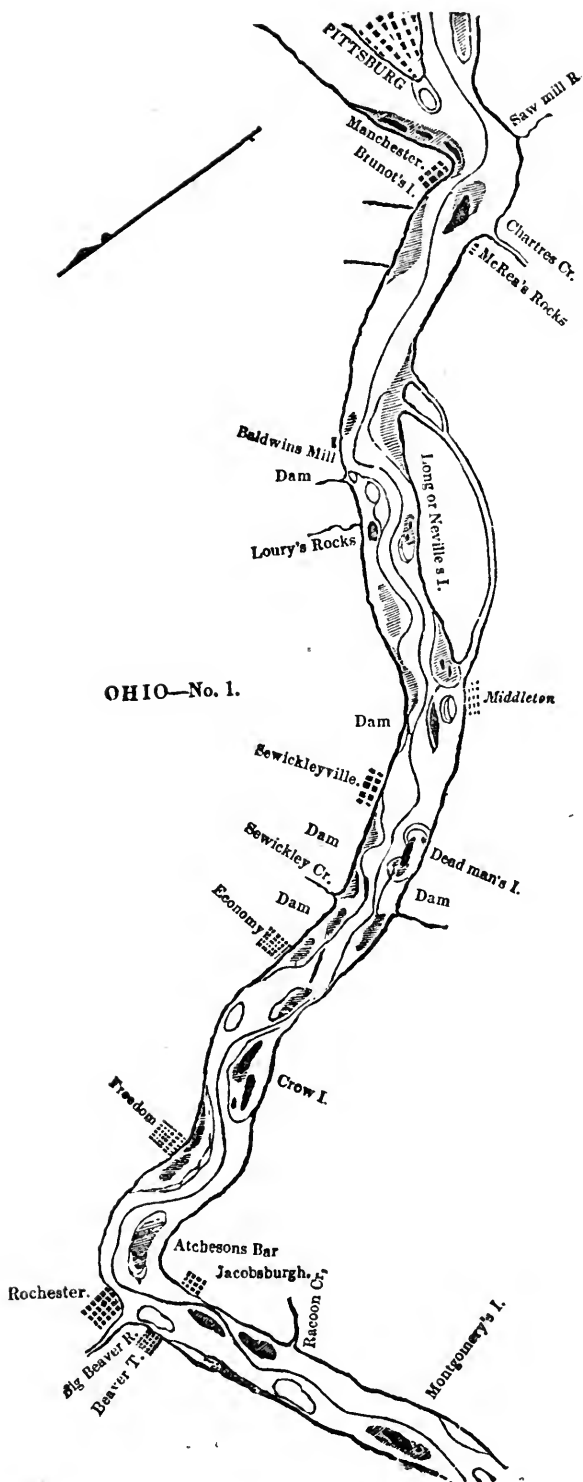 PITTSBURG
Saw mill R
Manchester.
Brunot's I.
Chartres Cr.
McRea's Rocks
Baldwins Mill
Dam
Long or Neville s I.
Loury's Rocks
OHIO—No. 1.
Middleton
Dam
Sewickleyville.
Dam
Dead man's I.
Sewickley Cr.
Dam
Dam
Economy
Crow I.
Freedom
Atchesons Bar
Jacobsburgh.
Racoon Cr,
Rochester.
Big Beaver R.
Beaver T.
Montgomery's I.